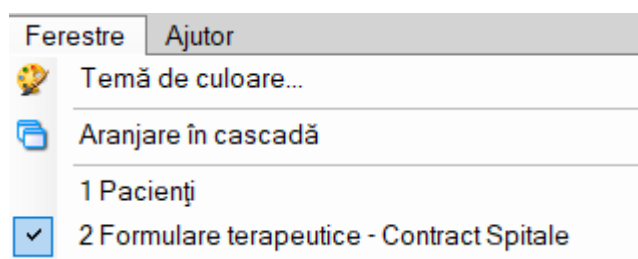 Ferestre Ajutor
Temă de culoare...
Aranjare în cascadă
1 Pacienţi
2 Formulare terapeutice - Contract Spitale